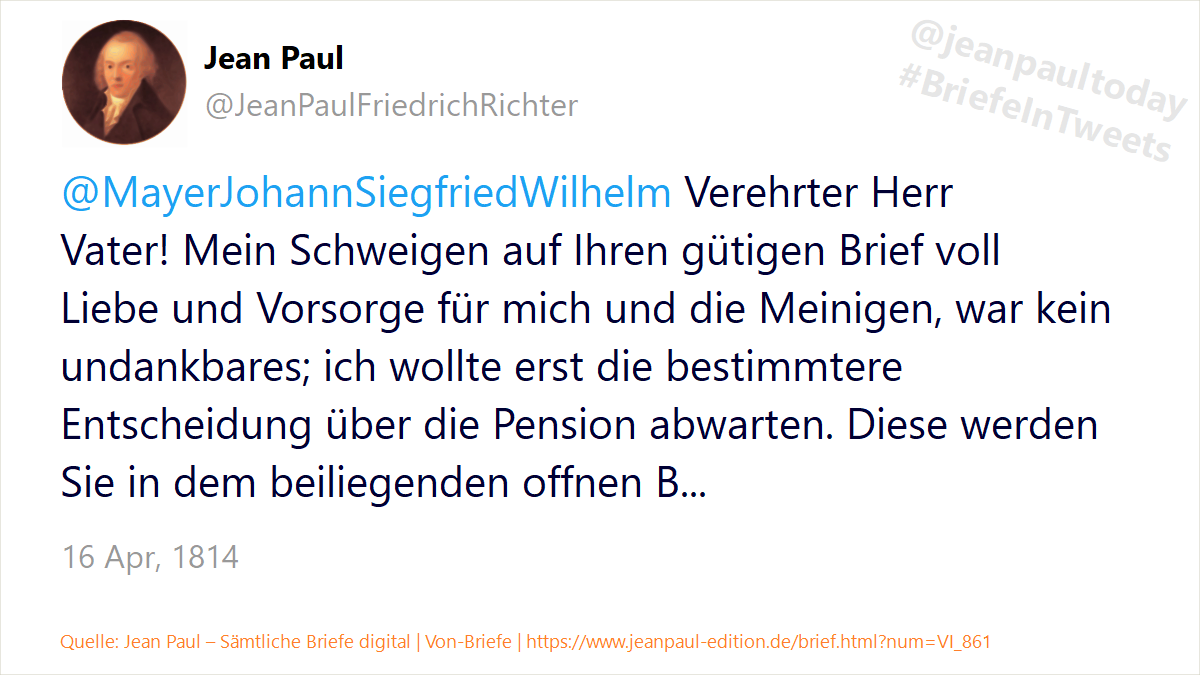 Jean Paul
@JeanPaulFriedrichRichter
@jeanpaultoday
#BriefeInTweets
@MayerJohannSiegfriedWilhelm Verehrter Herr
Vater! Mein Schweigen auf Ihren gütigen Brief voll
Liebe und Vorsorge für mich und die Meinigen, war kein
undankbares; ich wollte erst die bestimmtere
Entscheidung über die Pension abwarten. Diese werden
Sie in dem beiliegenden offnen B...
16 Apr, 1814
Quelle: Jean Paul – Sämtliche Briefe digital | Von-Briefe | https://www.jeanpaul-edition.de/brief.html?num=VI_861